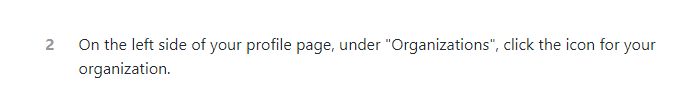 2 On the left side of your profile page, under "Organizations", click the icon for your
organization.